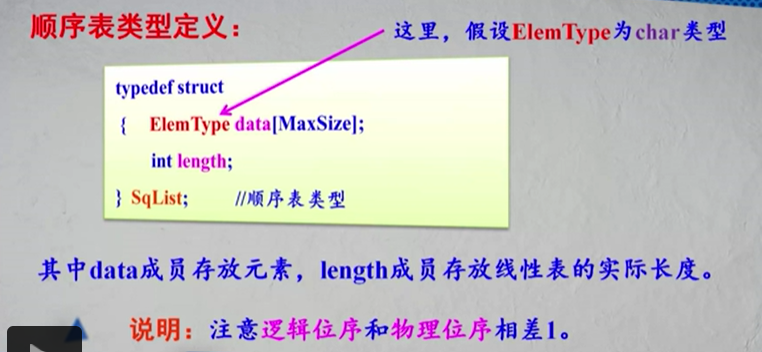 顺序表类型定义：
这里，假设ElemType为char类型
typedef struct
{ ElemType data[MaxSize];
int length;
} SqList; //顺序表类型
其中data成员存放元素，length成员存放线性表的实际长度。
说明：注意逻辑位序和物理位序相差1。